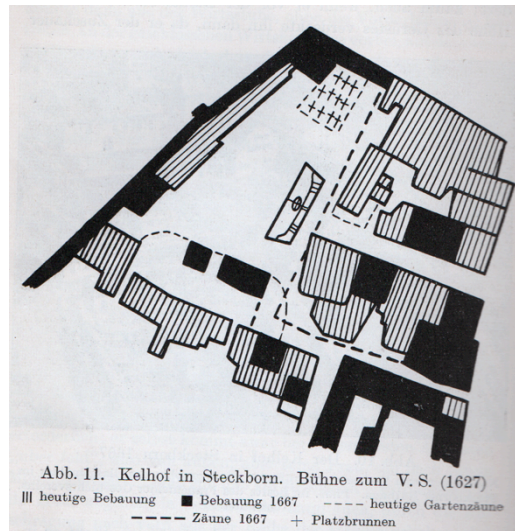 Abb. 11. Kelhof in Steckborn. Bühne zum V. S. (1627)
heutige Bebauung Bebauung 1667 heutige Gartenzäune
Zäune 1667 Platzbrunnen